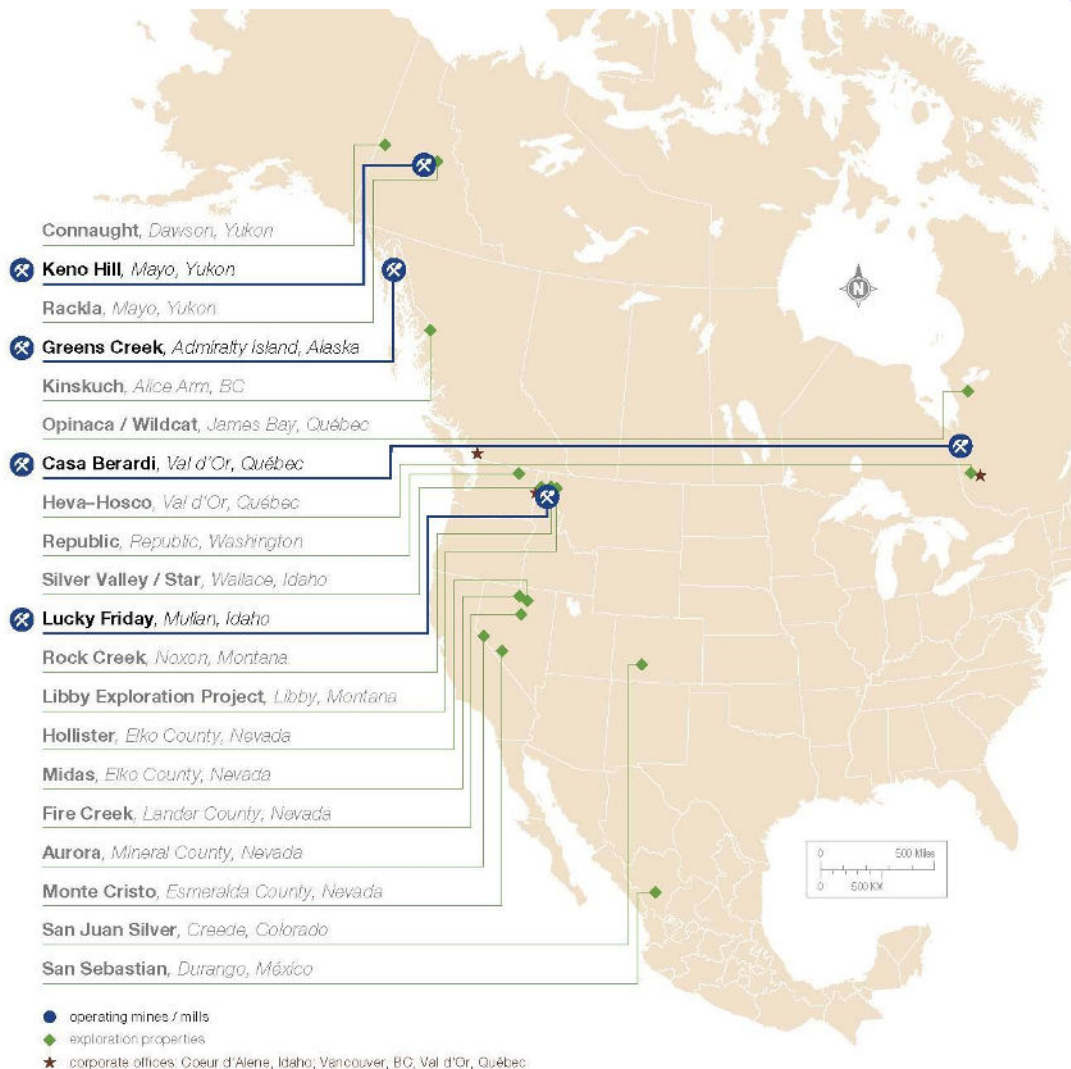 Connaught, Dawson, Yukon
Keno Hill, Mayo, Yukon
Rackla, Mayo, Yukon
Greens Creek, Admiralty Island, Alaska
Kinskuch, Alice Arm, BC
Opinaca / Wildcat, James Bay, Québec
Casa Berardi, Val d'Or, Québec
Heva–Hosco, Val d'Or, Québec
Republic, Republic, Washington
Silver Valley / Star, Wallace, Idaho
Lucky Friday, Mullan, Idaho
Rock Creek, Noxon, Montana
Libby Exploration Project, Libby, Montana
Hollister, Elko County, Nevada
Midas, Elko County, Nevada
Fire Creek, Lander County, Nevada
Aurora, Mineral County, Nevada
Monte Cristo, Esmeralda County, Nevada
San Juan Silver, Creede, Colorado
San Sebastian, Durango, México
N
0 500 Miles
0 500 KM
operating mines / mills
exploration properties
corporate offices: Coeur d'Alene, Idaho; Vancouver, BC, Val d'Or, Québec